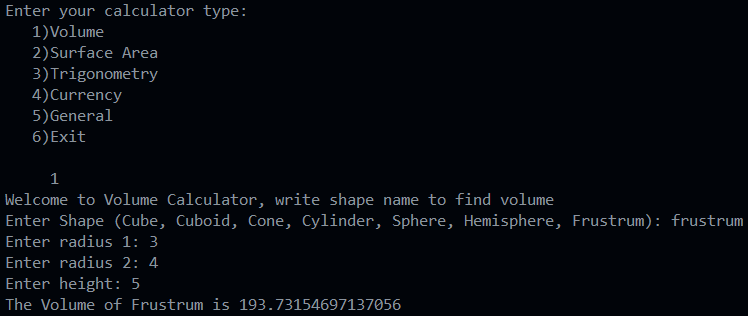 Enter your calculator type:
1)Volume
2)Surface Area
3)Trigonometry
4)Currency
5)General
6)Exit
1
Welcome to Volume Calculator, write shape name to find volume
Enter Shape (Cube, Cuboid, Cone, Cylinder, Sphere, Hemisphere, Frustrum): frustrum
Enter radius 1: 3
Enter radius 2: 4
Enter height: 5
The Volume of Frustrum is 193.73154697137056